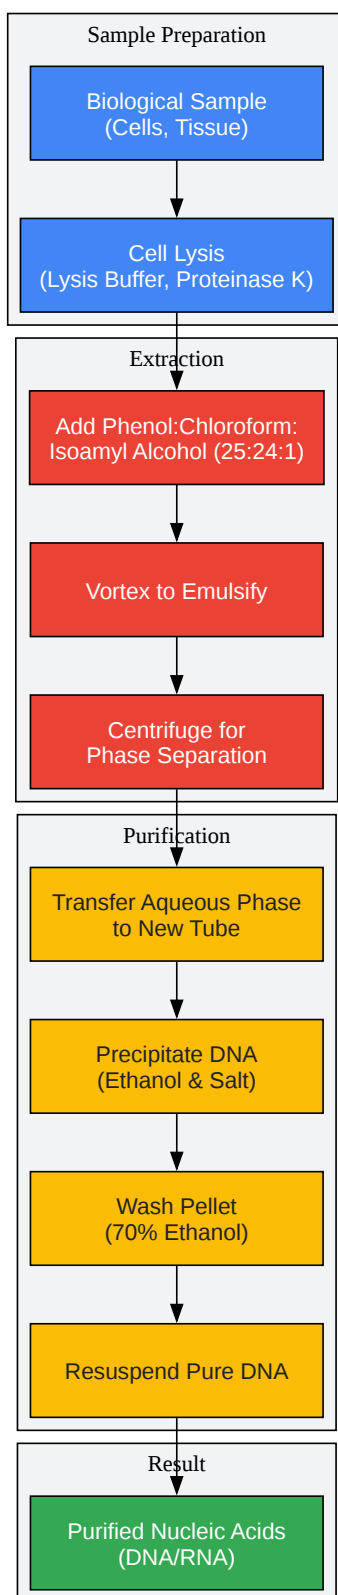 Sample Preparation
Biological Sample
(Cells, Tissue)
Cell Lysis
(Lysis Buffer, Proteinase K)
Extraction
Add Phenol:Chloroform:
Isoamyl Alcohol (25:24:1)
Vortex to Emulsify
Centrifuge for
Phase Separation
Purification
Transfer Aqueous Phase
to New Tube
Precipitate DNA
(Ethanol & Salt)
Wash Pellet
(70% Ethanol)
Resuspend Pure DNA
Result
Purified Nucleic Acids
(DNA/RNA)